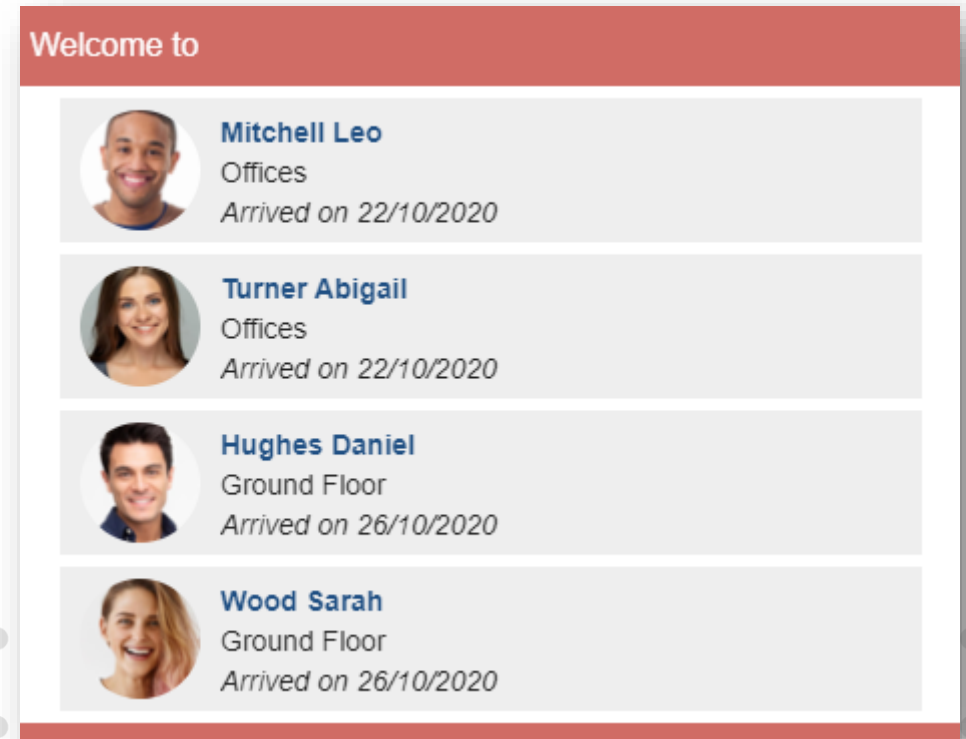 Welcome to
Mitchell Leo
Offices
Arrived on 22/10/2020
Turner Abigail
Offices
Arrived on 22/10/2020
Hughes Daniel
Ground Floor
Arrived on 26/10/2020
Wood Sarah
Ground Floor
Arrived on 26/10/2020